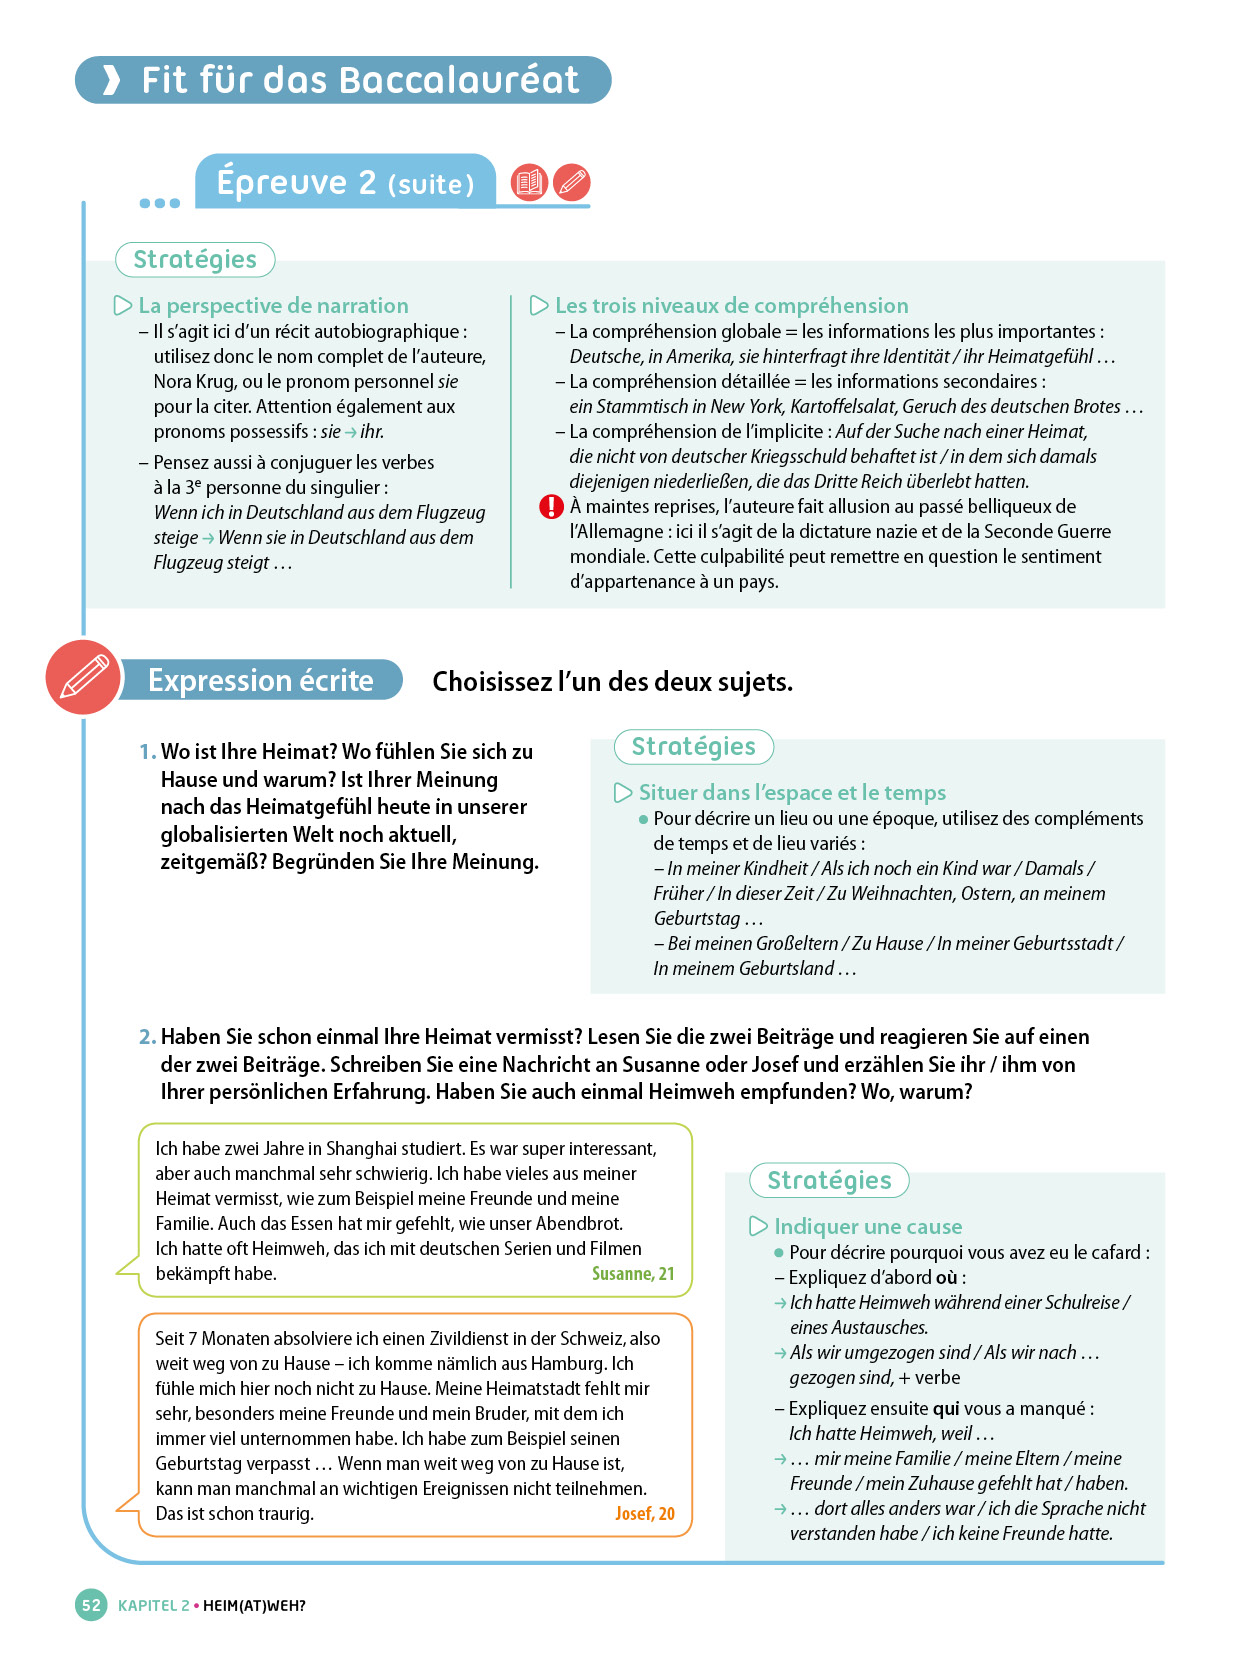 Fit für das Baccalauréat
... Épreuve 2 (suite)
Stratégies
La perspective de narration
– Il s’agit ici d’un récit autobiographique :
utilisez donc le nom complet de l’auteure,
Nora Krug, ou le pronom personnel sie
pour la citer. Attention également aux
pronoms possessifs : sie → ihr.
– Pensez aussi à conjuguer les verbes
à la 3e personne du singulier :
Wenn ich in Deutschland aus dem Flugzeug
steige → Wenn sie in Deutschland aus dem
Flugzeug steigt …
Les trois niveaux de compréhension
– La compréhension globale = les informations les plus importantes :
Deutsche, in Amerika, sie hinterfragt ihre Identität / ihr Heimatgefühl …
– La compréhension détaillée = les informations secondaires :
ein Stammtisch in New York, Kartoffelsalat, Geruch des deutschen Brotes …
– La compréhension de l’implicite : Auf der Suche nach einer Heimat,
die nicht von deutscher Kriegsschuld behaftet ist / in dem sich damals
diejenigen niederließen, die das Dritte Reich überlebt hatten.
! À maintes reprises, l’auteure fait allusion au passé belliqueux de
l’Allemagne : ici il s’agit de la dictature nazie et de la Seconde Guerre
mondiale. Cette culpabilité peut remettre en question le sentiment
d’appartenance à un pays.
Expression écrite
Choisissez l’un des deux sujets.
1. Wo ist Ihre Heimat? Wo fühlen Sie sich zu
Hause und warum? Ist Ihrer Meinung
nach das Heimatgefühl heute in unserer
globalisierten Welt noch aktuell,
zeitgemäß? Begründen Sie Ihre Meinung.
Stratégies
Situer dans l’espace et le temps
• Pour décrire un lieu ou une époque, utilisez des compléments
de temps et de lieu variés :
– In meiner Kindheit / Als ich noch ein Kind war / Damals /
Früher / In dieser Zeit / Zu Weihnachten, Ostern, an meinem
Geburtstag …
– Bei meinen Großeltern / Zu Hause / In meiner Geburtsstadt /
In meinem Geburtsland …
2. Haben Sie schon einmal Ihre Heimat vermisst? Lesen Sie die zwei Beiträge und reagieren Sie auf einen
der zwei Beiträge. Schreiben Sie eine Nachricht an Susanne oder Josef und erzählen Sie ihr / ihm von
Ihrer persönlichen Erfahrung. Haben Sie auch einmal Heimweh empfunden? Wo, warum?
Ich habe zwei Jahre in Shanghai studiert. Es war super interessant,
aber auch manchmal sehr schwierig. Ich habe vieles aus meiner
Heimat vermisst, wie zum Beispiel meine Freunde und meine
Familie. Auch das Essen hat mir gefehlt, wie unser Abendbrot.
Ich hatte oft Heimweh, das ich mit deutschen Serien und Filmen
bekämpft habe. Susanne, 21
Seit 7 Monaten absolviere ich einen Zivildienst in der Schweiz, also
weit weg von zu Hause – ich komme nämlich aus Hamburg. Ich
fühle mich hier noch nicht zu Hause. Meine Heimatstadt fehlt mir
sehr, besonders meine Freunde und mein Bruder, mit dem ich
immer viel unternommen habe. Ich habe zum Beispiel seinen
Geburtstag verpasst … Wenn man weit weg von zu Hause ist,
kann man manchmal an wichtigen Ereignissen nicht teilnehmen.
Das ist schon traurig. Josef, 20
Stratégies
Indiquer une cause
• Pour décrire pourquoi vous avez eu le cafard :
– Expliquez d’abord où :
→ Ich hatte Heimweh während einer Schulreise /
eines Austausches.
→ Als wir umgezogen sind / Als wir nach …
gezogen sind, + verbe
– Expliquez ensuite qui vous a manqué :
Ich hatte Heimweh, weil …
→ … mir meine Familie / meine Eltern / meine
Freunde / mein Zuhause gefehlt hat / haben.
→ … dort alles anders war / ich die Sprache nicht
verstanden habe / ich keine Freunde hatte.
52 KAPITEL 2 • HEIM(AT)WEH?